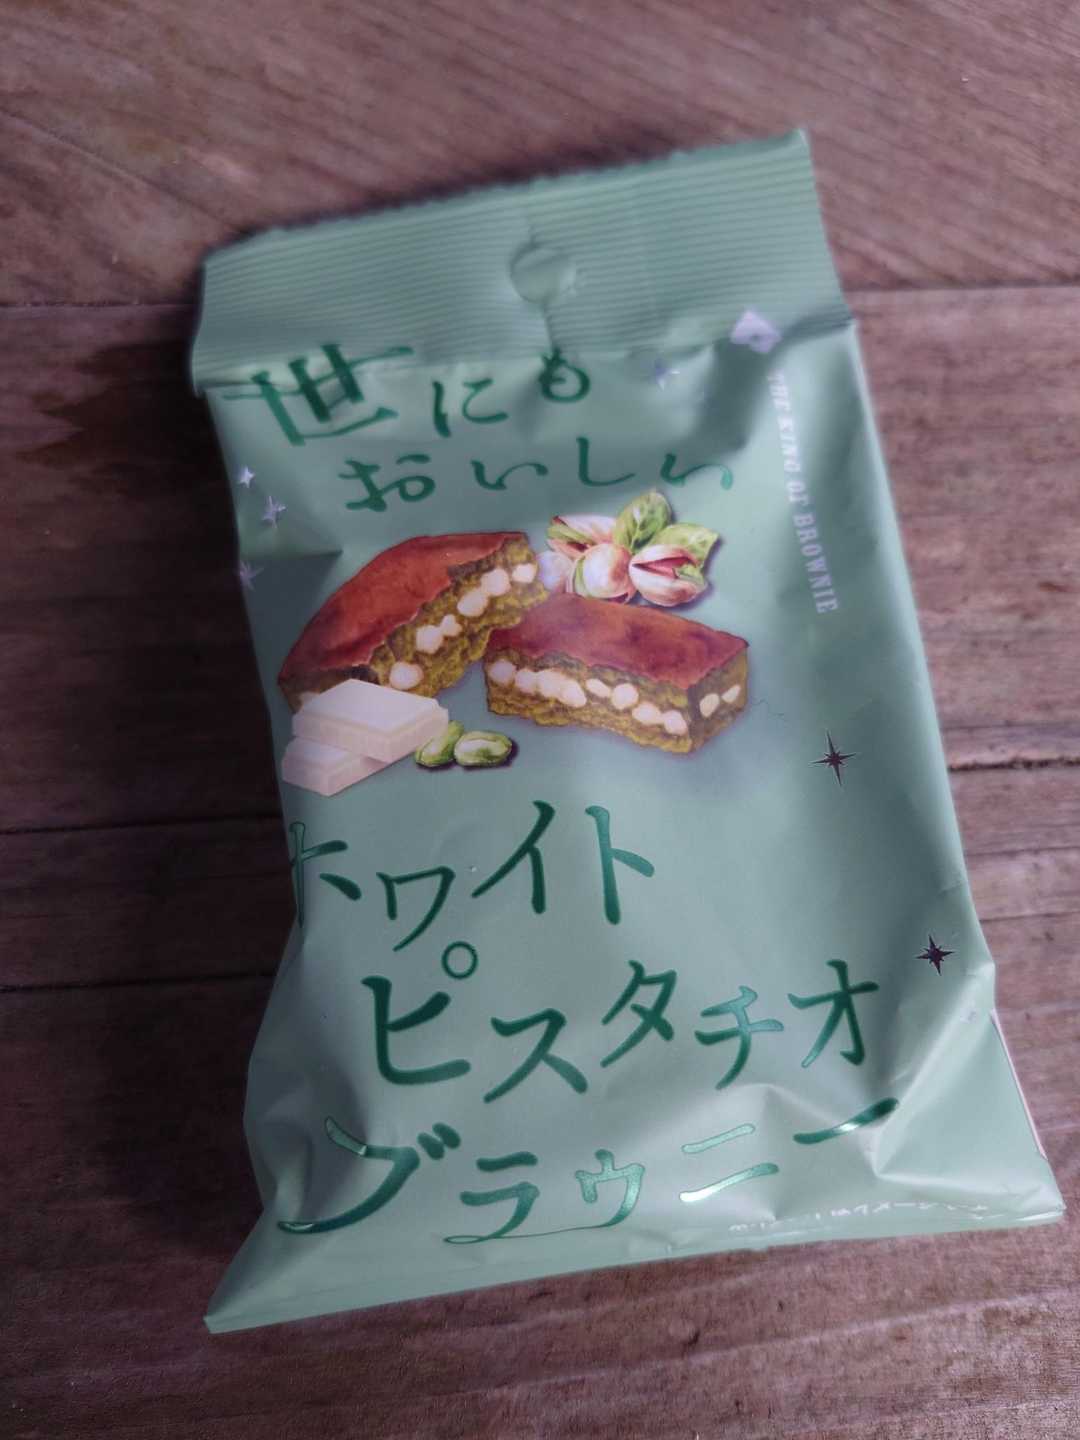 世にも
おいしい
THE KING OF BROWNIE
ホワイト
ピスタチオ
ブラウニー